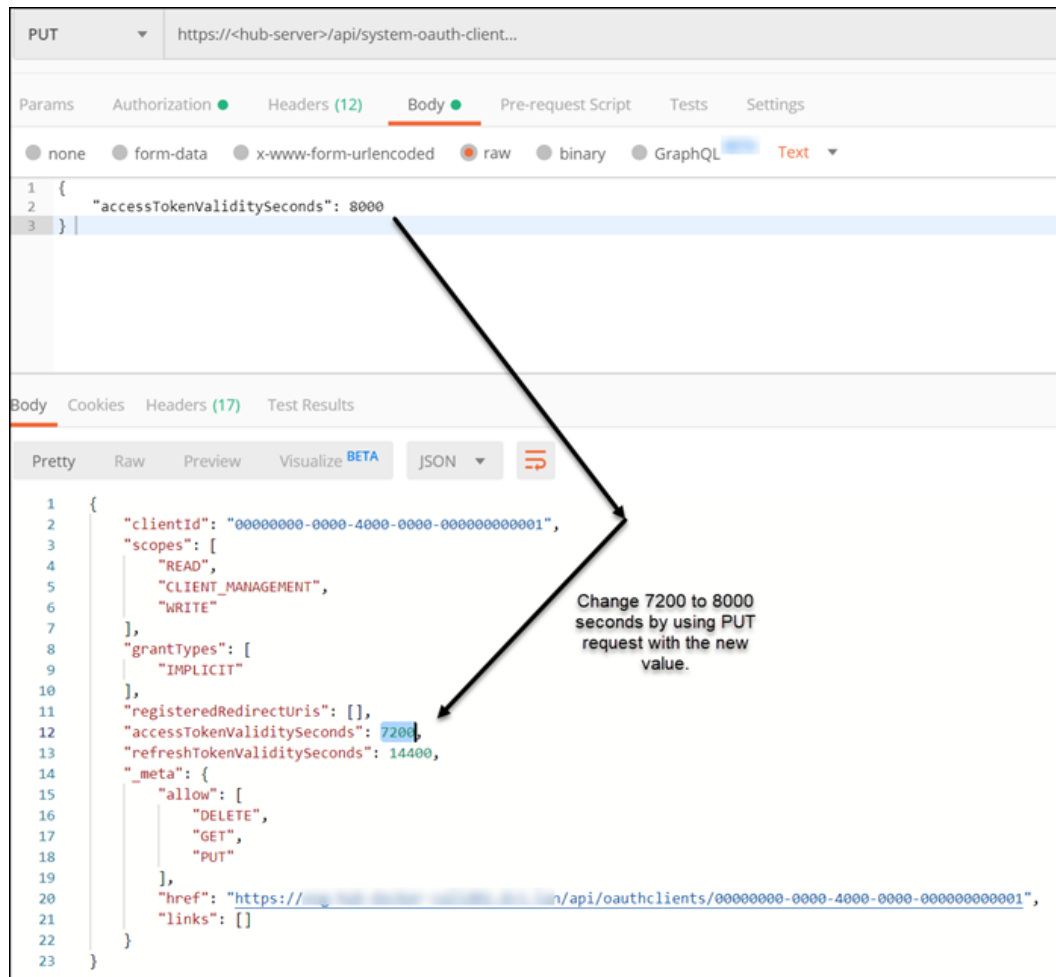 PUT https://<hub-server>/api/system-oauth-client...
Params Authorization Headers (12) Body Pre-request Script Tests Settings
none form-data x-www-form-urlencoded raw binary GraphQL Text
1 {
2 "accessTokenValiditySeconds": 8000
3 }
Body Cookies Headers (17) Test Results
Pretty Raw Preview Visualize BETA JSON
1 {
2 "clientId": "00000000-0000-4000-0000-000000000001",
3 "scopes": [
4 "READ",
5 "CLIENT_MANAGEMENT",
6 "WRITE"
7 ],
8 "grantTypes": [
9 "IMPLICIT"
10 ],
11 "registeredRedirectUris": [],
12 "accessTokenValiditySeconds": 7200,
13 "refreshTokenValiditySeconds": 14400,
14 "_meta": {
15 "allow": [
16 "DELETE",
17 "GET",
18 "PUT"
19 ],
20 "href": "https:// n/api/oauthclients/00000000-0000-4000-0000-000000000001",
21 "links": []
22 }
23 }
Change 7200 to 8000
seconds by using PUT
request with the new
value.